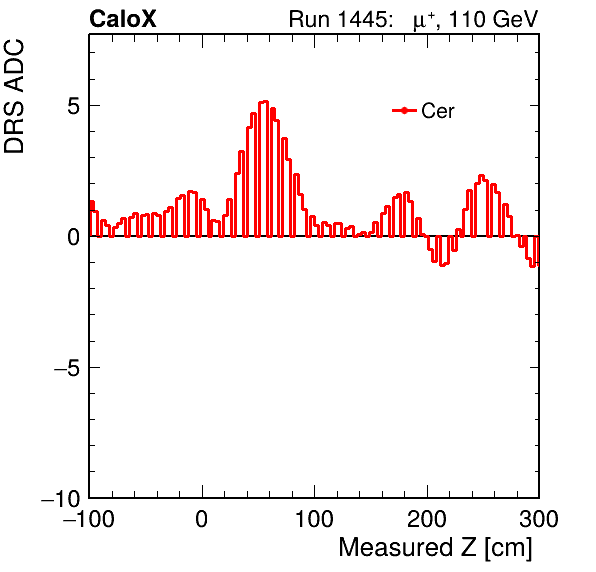 CaloX Run 1445: μ⁺, 110 GeV
DRS ADC
Cer
5
0
−5
−10
−100 0 100 200 300
Measured Z [cm]